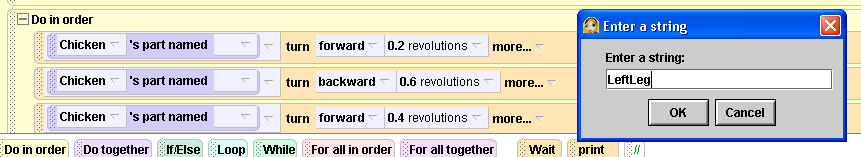 Do in order
Chicken 's part named turn forward 0.2 revolutions more...
Chicken 's part named turn backward 0.6 revolutions more...
Chicken 's part named turn forward 0.4 revolutions more...
Do in order Do together If/Else Loop While For all in order For all together Wait print //
Enter a string
Enter a string:
LeftLeg
OK Cancel